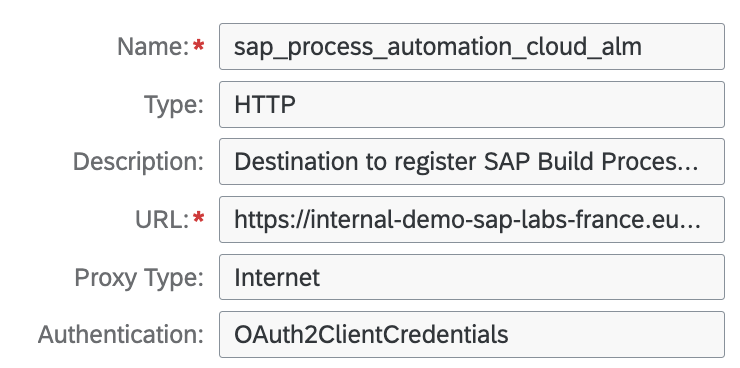 Name:* sap_process_automation_cloud_alm
Type: HTTP
Description: Destination to register SAP Build Proces...
URL:* https://internal-demo-sap-labs-france.eu...
Proxy Type: Internet
Authentication: OAuth2ClientCredentials